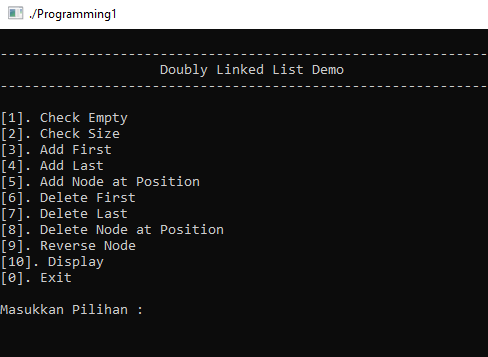 ./Programming1
-------------------------------------------------------------
Doubly Linked List Demo
-------------------------------------------------------------
[1]. Check Empty
[2]. Check Size
[3]. Add First
[4]. Add Last
[5]. Add Node at Position
[6]. Delete First
[7]. Delete Last
[8]. Delete Node at Position
[9]. Reverse Node
[10]. Display
[0]. Exit
Masukkan Pilihan :